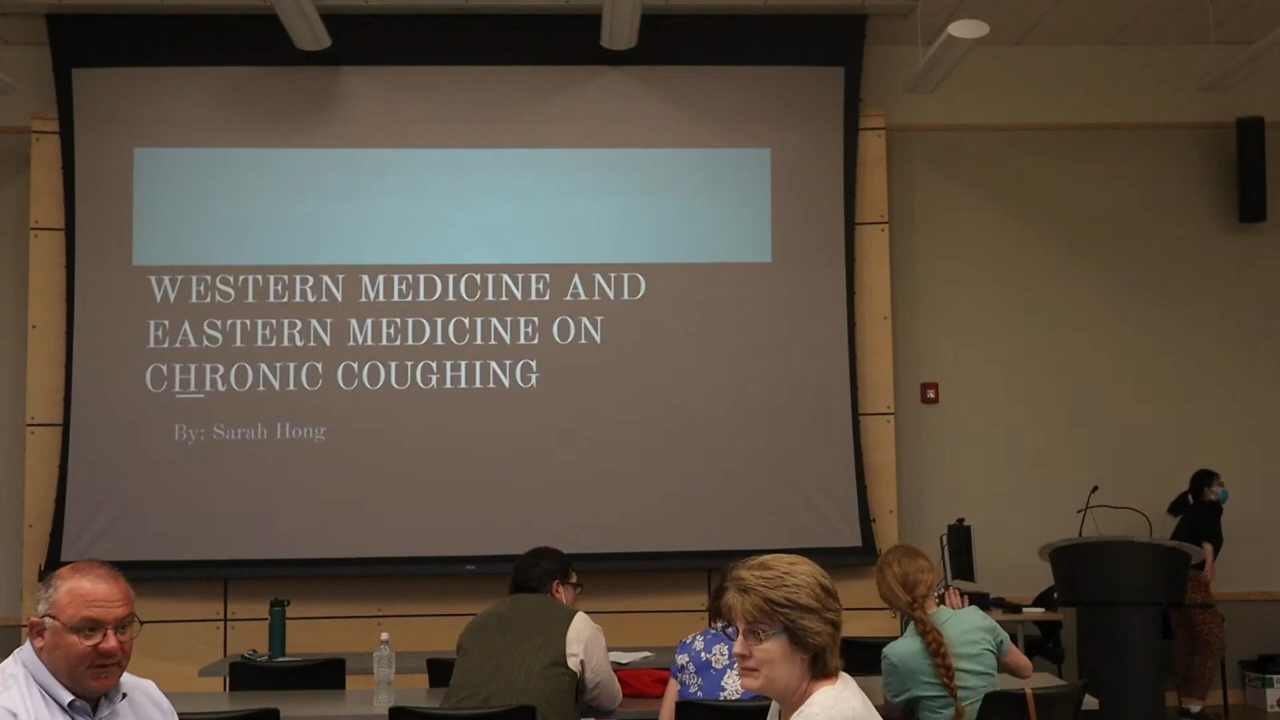 WESTERN MEDICINE AND
EASTERN MEDICINE ON
CHRONIC COUGHING
By: Sarah Hong